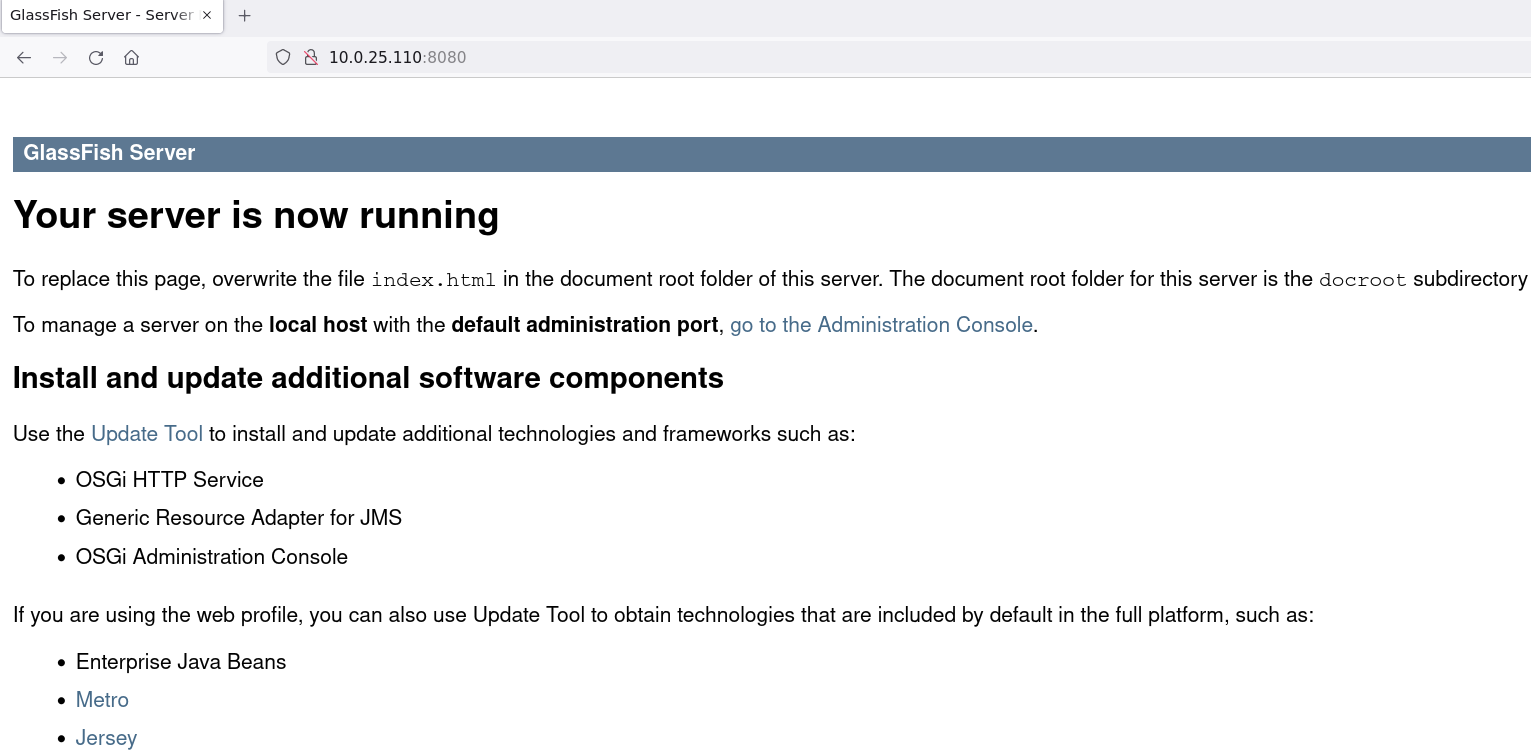 GlassFish Server - Server
10.0.25.110:8080
GlassFish Server
Your server is now running
To replace this page, overwrite the file index.html in the document root folder of this server. The document root folder for this server is the docroot subdirectory
To manage a server on the local host with the default administration port, go to the Administration Console.
Install and update additional software components
Use the Update Tool to install and update additional technologies and frameworks such as:
• OSGi HTTP Service
• Generic Resource Adapter for JMS
• OSGi Administration Console
If you are using the web profile, you can also use Update Tool to obtain technologies that are included by default in the full platform, such as:
• Enterprise Java Beans
• Metro
• Jersey